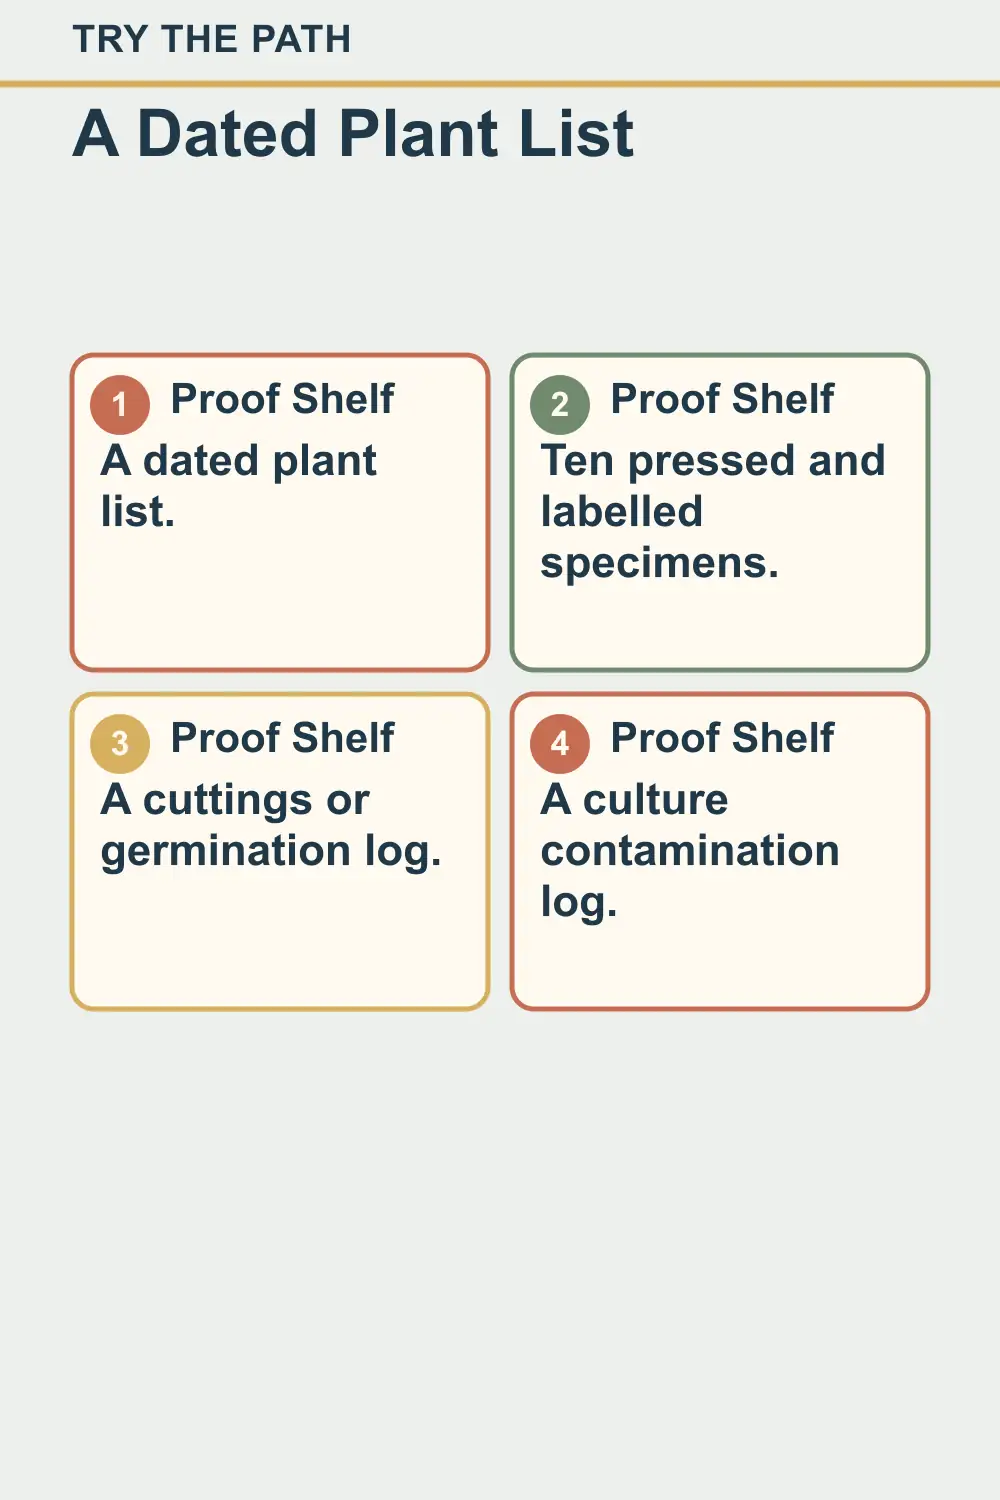 TRY THE PATH
A Dated Plant List
1 Proof Shelf
A dated plant
list.
2 Proof Shelf
Ten pressed and
labelled
specimens.
3 Proof Shelf
A cuttings or
germination log.
4 Proof Shelf
A culture
contamination
log.